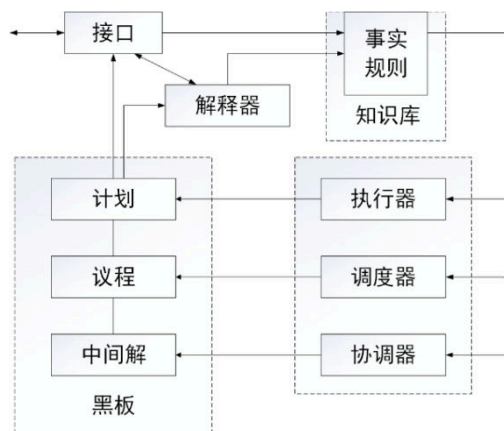 接口
事实
规则
解释器
知识库
计划
执行器
议程
调度器
中间解
协调器
黑板